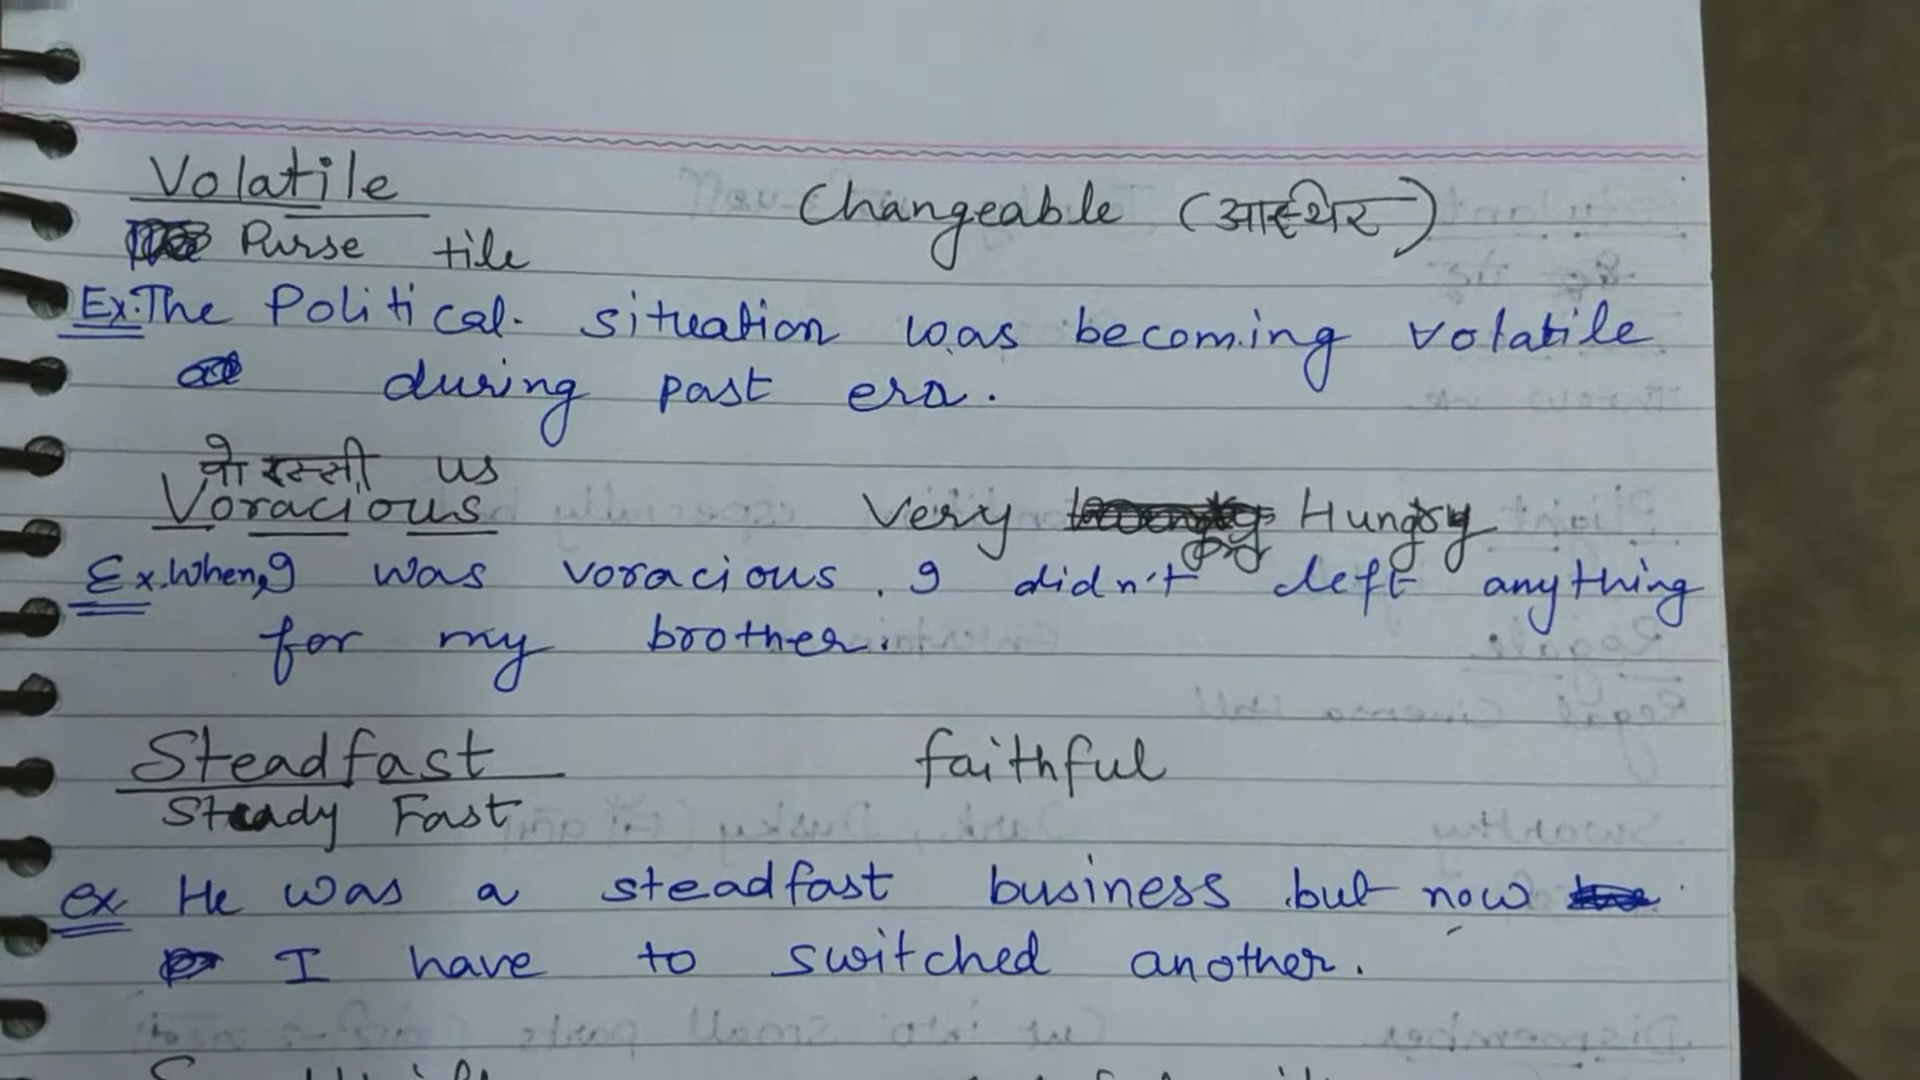 Volatile Changeable (आस्थिर)
Purse tile
Ex. The Political situation was becoming volatile
during past era.
वो रस्सी us
Voracious Very Hungry
Ex. When I was voracious. I didn't left anything
for my brother.
Steadfast faithful
Steady Fast
ex He was a steadfast business but now
I have to switched another.